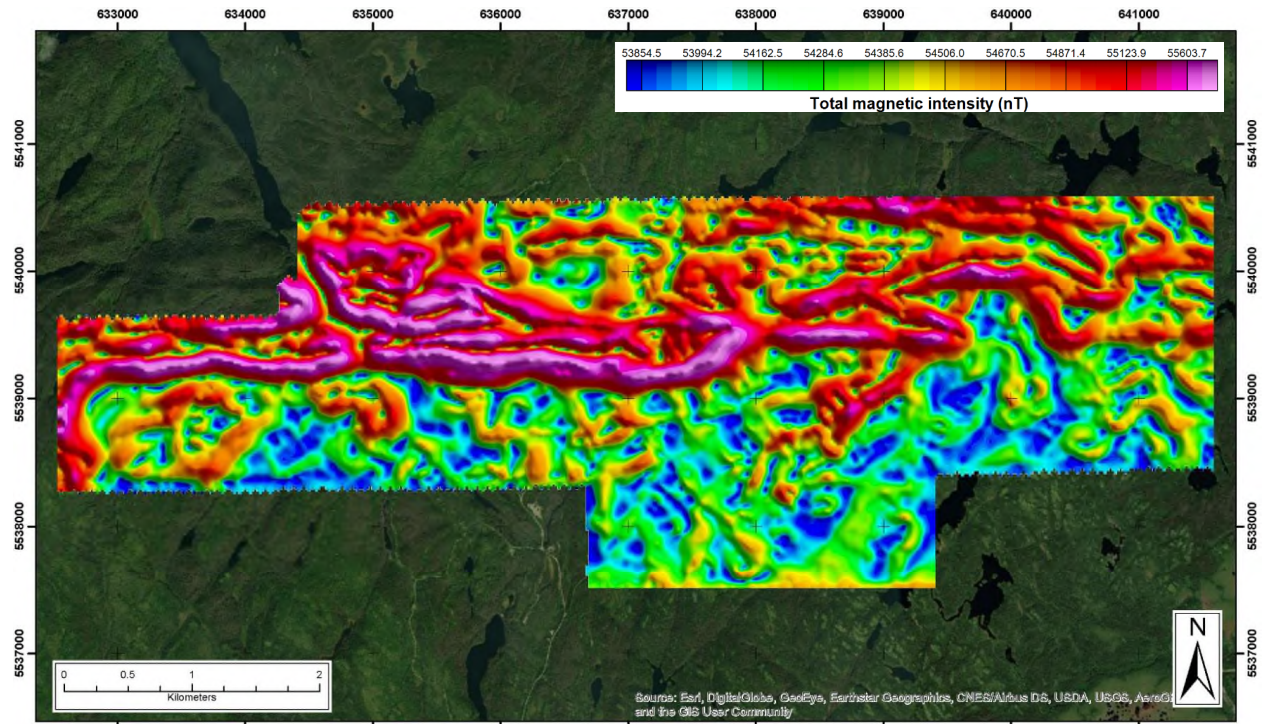 633000 634000 635000 636000 637000 638000 639000 640000 641000
53854.5 53994.2 54162.5 54284.6 54385.6 54506.0 54670.5 54871.4 55123.9 55603.7
Total magnetic intensity (nT)
5541000 5541000
5540000 5540000
5539000 5539000
5538000 5538000
5537000 5537000
N
0 0.5 1 2
Kilometers
Source: Esri, DigitalGlobe, GeoEye, Earthstar Geographics, CNES/Airbus DS, USDA, USGS,
and the GIS User Community